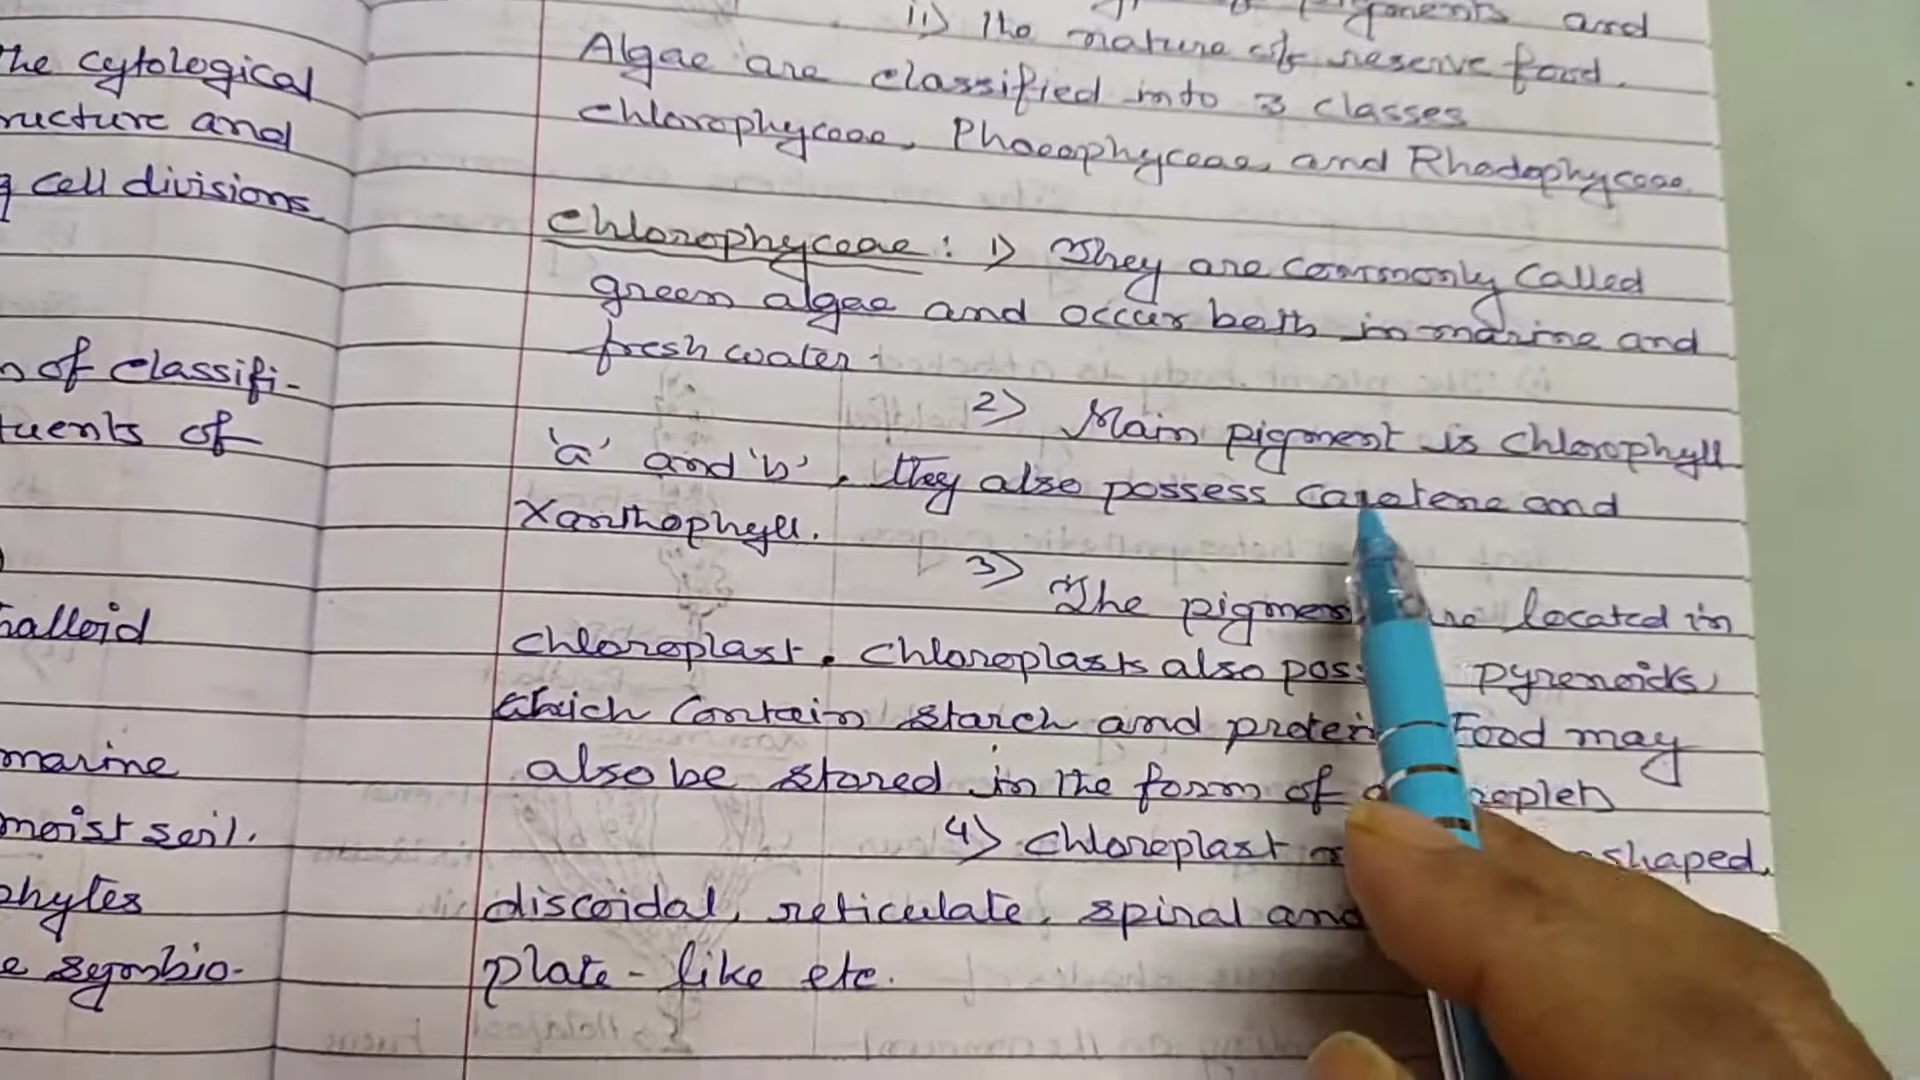 the cytological
ructure and
g cell divisions
n of classifi-
tuents of
halloid
marine
moist soil.
phytes
e symbio-
pigments and
ii) the nature of reserve food.
Algae are classified into 3 classes
Chlorophyceae, Phaeophyceae, and Rhadophyceae.
Chlorophyceae : 1) They are commonly called
green algae and occur both in marine and
fresh water.
2) Main pigment is chlorophyll
'a' and 'b'. They also possess carotene and
Xanthophyll.
3) The pigmen are located in
chloroplast. Chloroplasts also poss pyrenoids,
which contain starch and protein Food may
also be stored in the form of droplets
4) Chloroplast shaped,
discoidal, reticulate, spiral and
plate-like etc.